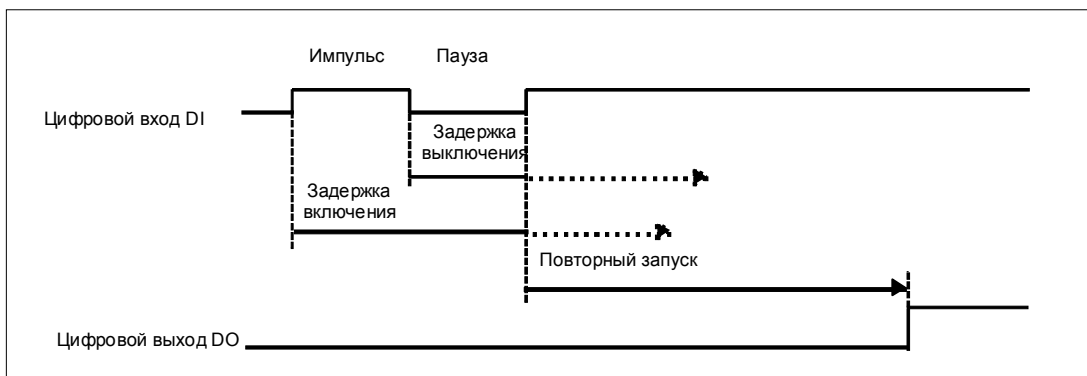 Импульс
Пауза
Цифровой вход DI
Задержка
выключения
Задержка
включения
Повторный запуск
Цифровой выход DO